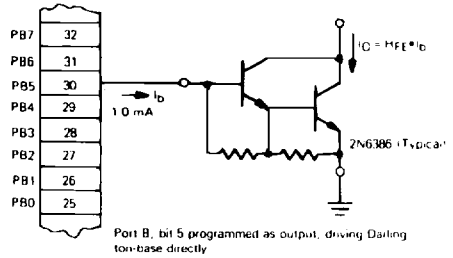 PB7 32
PB6 31
PB5 30
PB4 29
PB3 28
PB2 27
PB1 26
PB0 25
Ib
1.0 mA
IC = HFE•Ib
2N6386 (Typical)
Port B, bit 5 programmed as output, driving Darling
ton-base directly